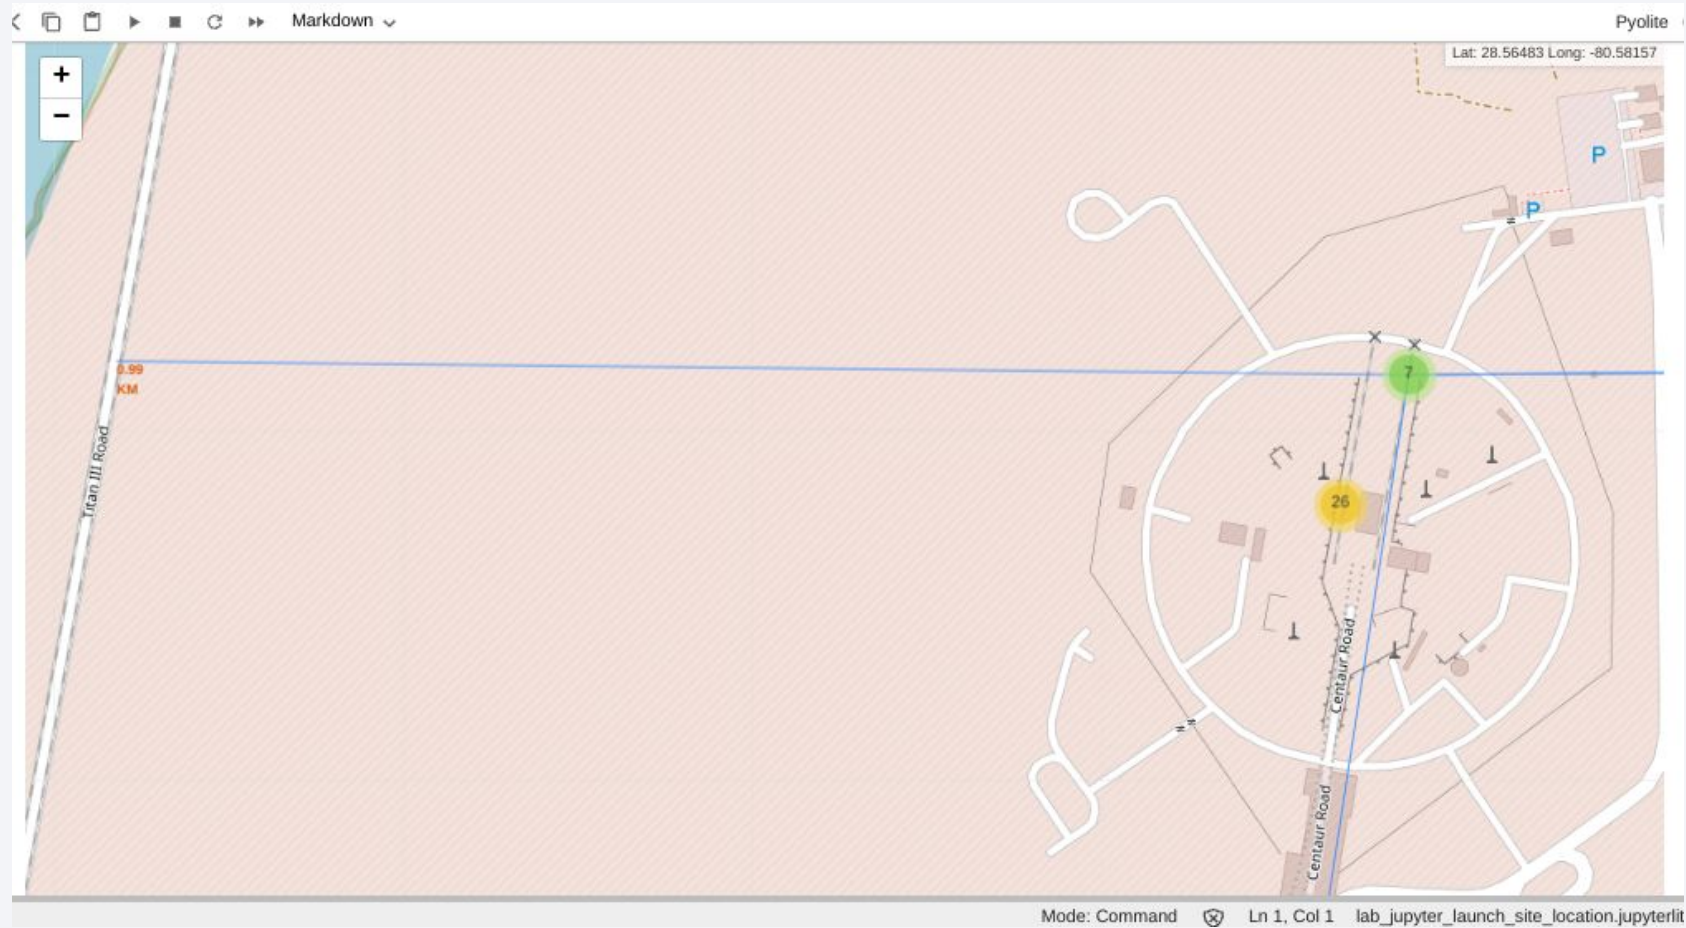 Markdown
Pyolite
+
Lat: 28.56483 Long: -80.58157
−
P
P
0.99
KM
7
Titan III Road
26
Centaur Road
Centaur Road
Mode: Command
Ln 1, Col 1
lab_jupyter_launch_site_location.jupyterlit